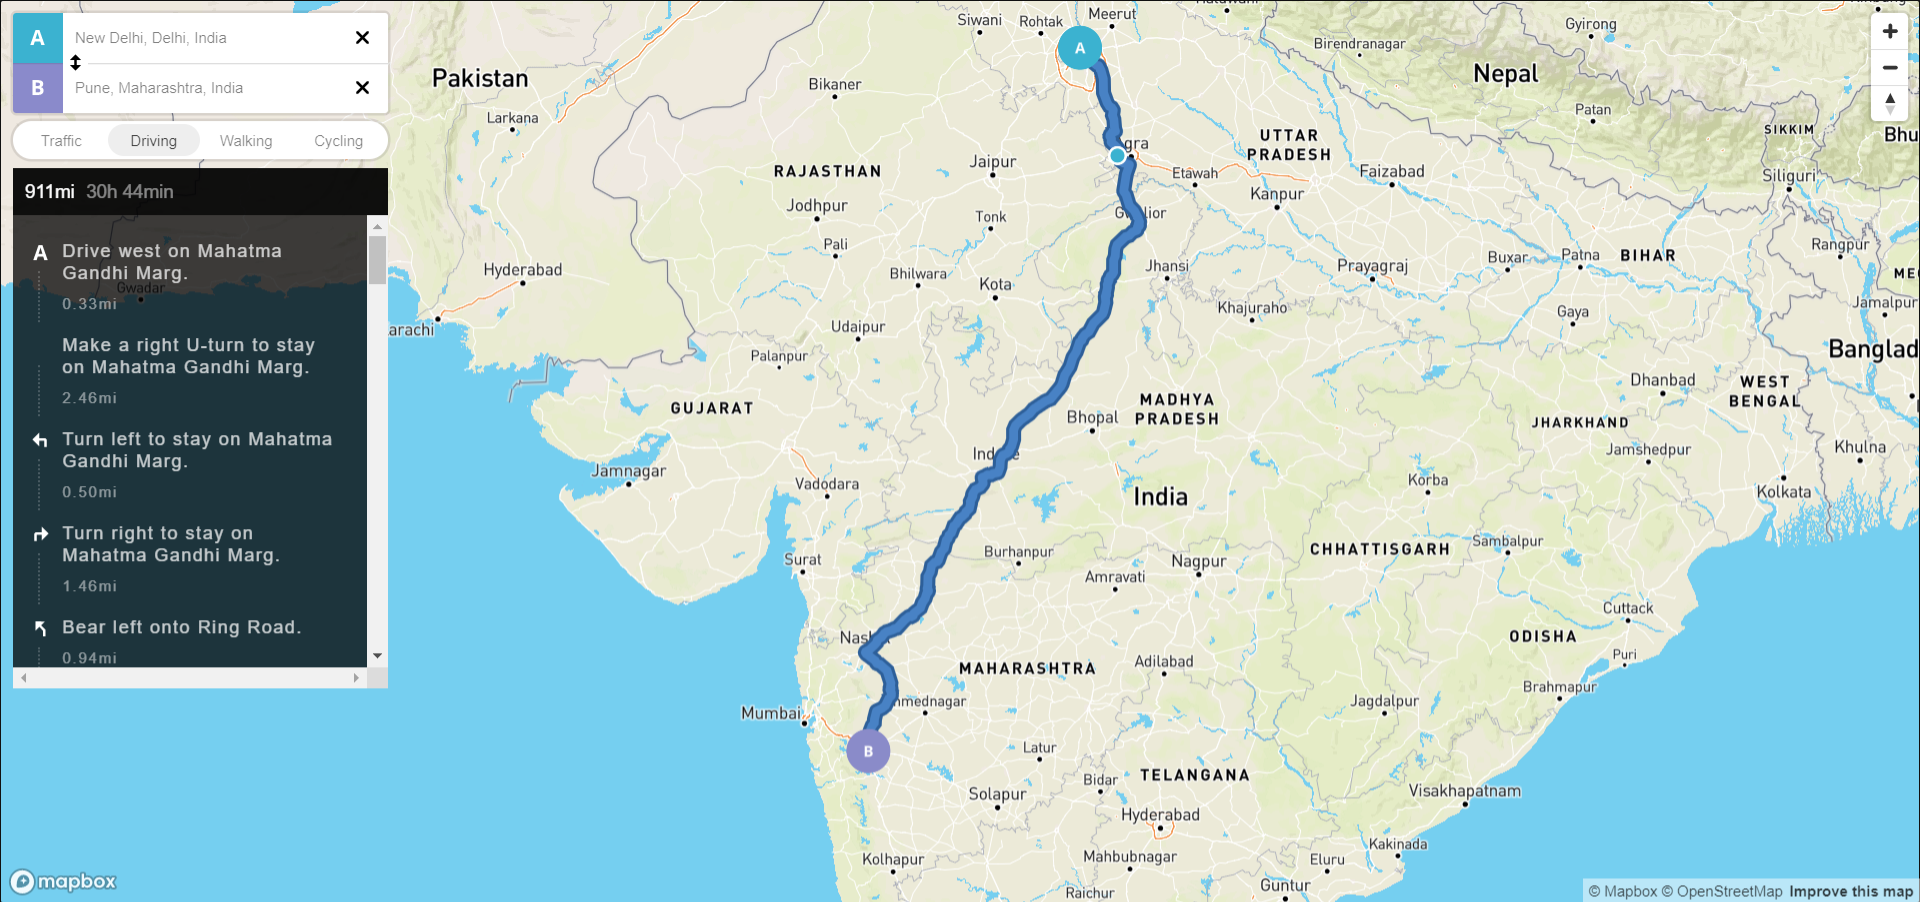 A
New Delhi, Delhi, India
B
Pune, Maharashtra, India
Traffic
Driving
Walking
Cycling
911mi 30h 44min
A
Drive west on Mahatma
Gandhi Marg.
0.33mi
Make a right U-turn to stay
on Mahatma Gandhi Marg.
2.46mi
Turn left to stay on Mahatma
Gandhi Marg.
0.50mi
Turn right to stay on
Mahatma Gandhi Marg.
1.46mi
Bear left onto Ring Road.
0.94mi
Gwadar
Siwani
Rohtak
Meerut
A
Gyirong
Birendranagar
Pakistan
Nepal
Bikaner
Larkana
Patan
SIKKIM
Bhu
UTTAR
PRADESH
gra
Jaipur
RAJASTHAN
Etawah
Faizabad
Siliguri
Kanpur
Jodhpur
Tonk
Gw lior
Pali
Rangpur
Buxar
Patna
BIHAR
Hyderabad
Bhilwara
Jhansi
Prayagraj
ME
Kota
Khajuraho
Gaya
Jamalpur
arachi
Udaipur
Palanpur
Banglad
Dhanbad
WEST
BENGAL
GUJARAT
MADHYA
PRADESH
Bhopal
JHARKHAND
Jamshedpur
Khulna
Ind e
Jamnagar
Vadodara
India
Korba
Kolkata
Surat
Burhanpur
CHHATTISGARH
Sambalpur
Nagpur
Amravati
Cuttack
Nash
ODISHA
Puri
MAHARASHTRA
Adilabad
Brahmapur
hmednagar
Jagdalpur
Mumbai
B
Latur
Bidar
TELANGANA
Solapur
Visakhapatnam
Hyderabad
Kakinada
Kolhapur
Mahbubnagar
Eluru
Raichur
Guntur
mapbox
© Mapbox © OpenStreetMap Improve this map